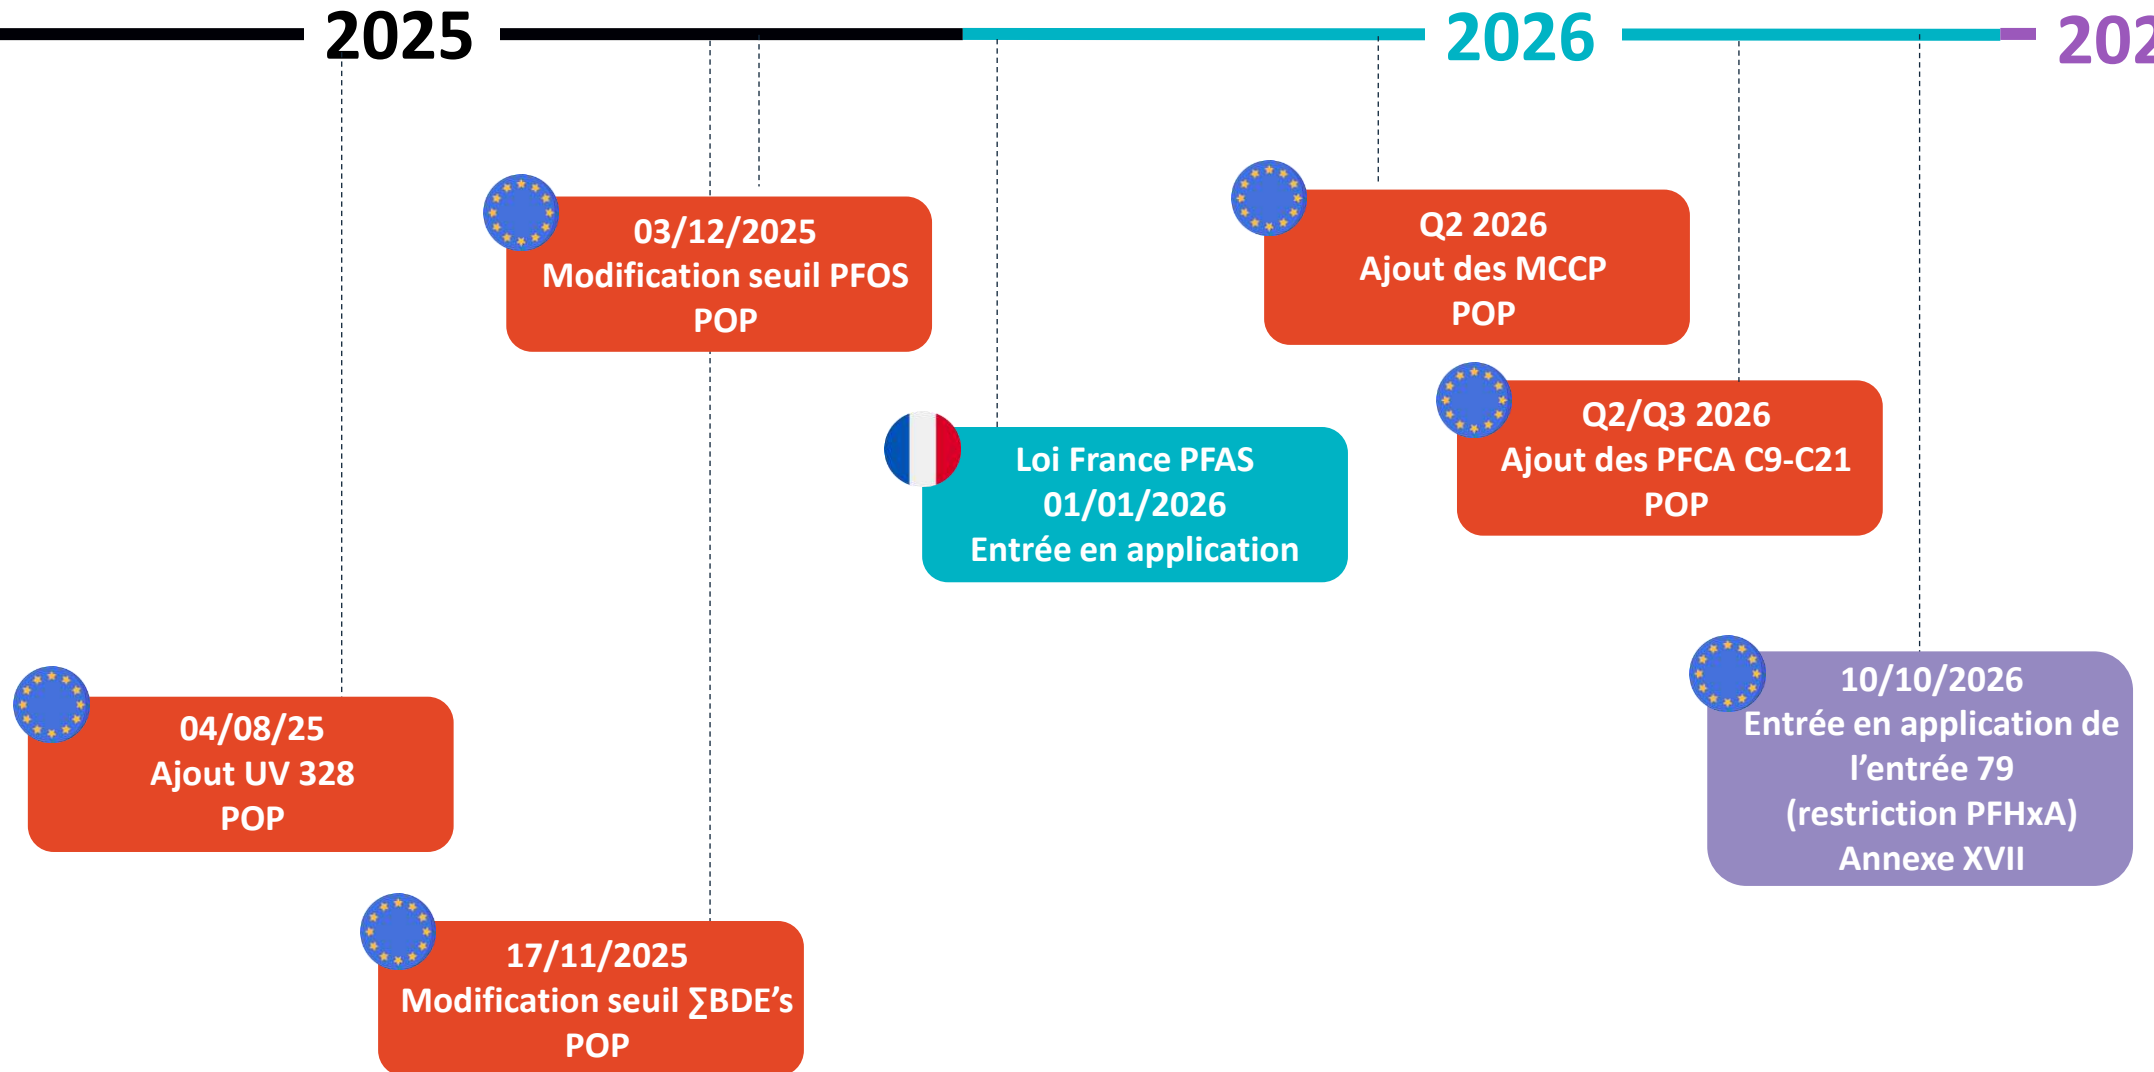 2025
2026
202
03/12/2025
Modification seuil PFOS
POP
Q2 2026
Ajout des MCCP
POP
Q2/Q3 2026
Ajout des PFCA C9-C21
POP
Loi France PFAS
01/01/2026
Entrée en application
04/08/25
Ajout UV 328
POP
10/10/2026
Entrée en application de
l’entrée 79
(restriction PFHxA)
Annexe XVII
17/11/2025
Modification seuil ∑BDE’s
POP